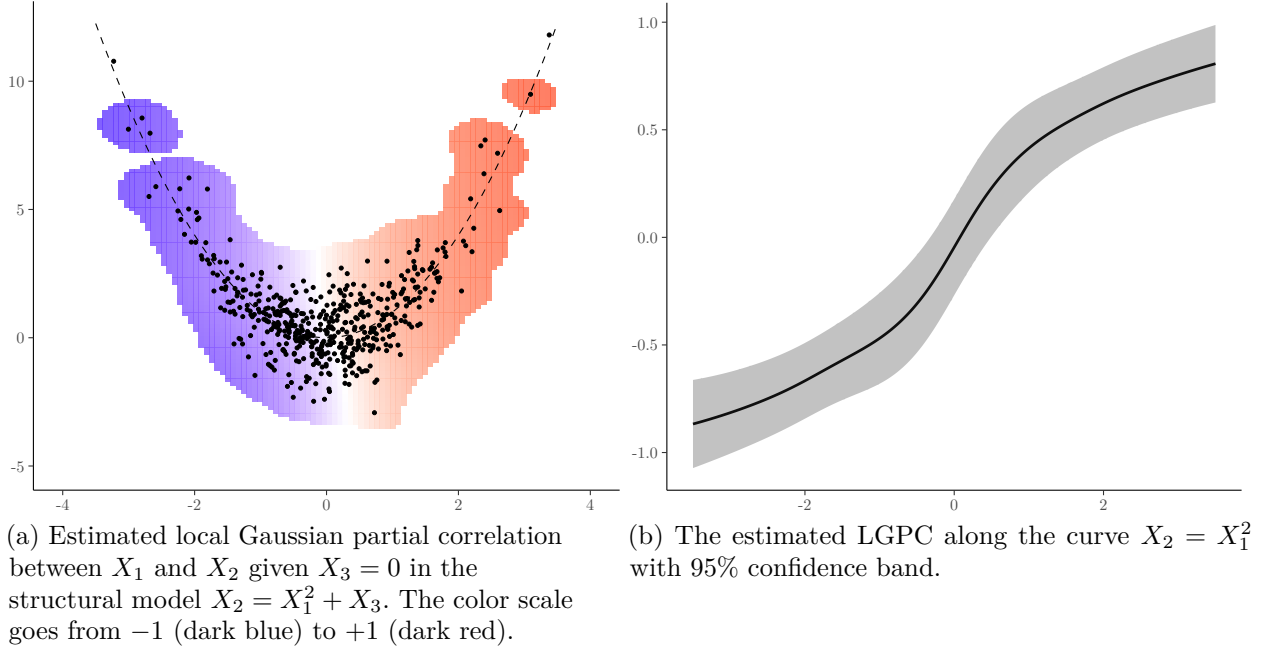 10
5
0
-5
-4
-2
0
2
4
1.0
0.5
0.0
-0.5
-1.0
-2
0
2
(a) Estimated local Gaussian partial correlation
between X₁ and X₂ given X₃ = 0 in the
structural model X₂ = X₁² + X₃. The color scale
goes from −1 (dark blue) to +1 (dark red).
(b) The estimated LGPC along the curve X₂ = X₁²
with 95% confidence band.